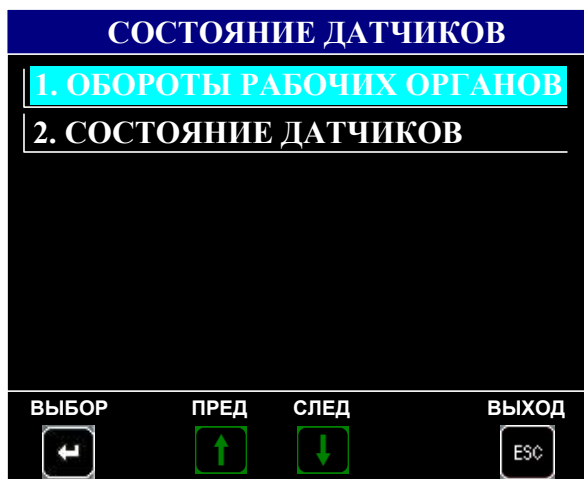 СОСТОЯНИЕ ДАТЧИКОВ
1. ОБОРОТЫ РАБОЧИХ ОРГАНОВ
2. СОСТОЯНИЕ ДАТЧИКОВ
ВЫБОР ПРЕД СЛЕД ВЫХОД
ESC